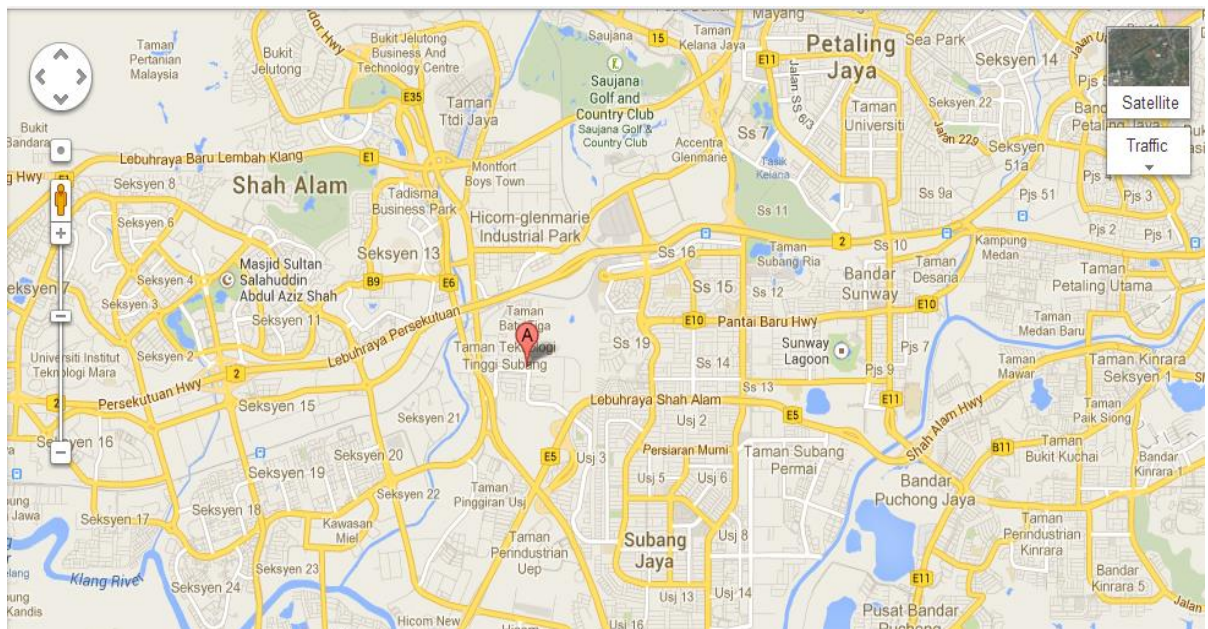 Taman
Pertanian
Malaysia
Bukit
Jelutong
Bukit Jelutong
Business And
Technology Centre
Saujana
15
Taman
Kelana Jaya
Mayang
Petaling
Jaya
Sea Park
Seksyen 14
Seksyen 22
Satellite
Traffic
E35
E11
Taman
Ttdi Jaya
Saujana
Golf and
Country Club
Saujana Golf &
Country Club
Jalan SS 6/3
Ss 7
Taman
Universiti
Jalan 229
Bandar
Petaling Jaya
Seksyen
51a
Bukit
Bandara
Lebuhraya Baru Lembah Klang
E1
E1
Accentra
Glenmarie
Tasik
Kelana
Montfort
Boys Town
Seksyen 8
Shah Alam
Tadisma
Business Park
Hicom-glenmarie
Industrial Park
Ss 9a
Pjs 51
Pjs 4
Pjs 3
Pjs 2
Pjs 1
Ss 11
Seksyen 6
Seksyen 13
Ss 16
2
Ss 10
Kampung
Medan
Taman
Subang Ria
Taman
Desaria
Masjid Sultan
Salahuddin
Abdul Aziz Shah
Seksyen 7
Seksyen 4
Seksyen 3
B9
E6
Ss 15
Ss 12
Bandar
Sunway
E10
Taman
Petaling Utama
Seksyen 11
Lebuhraya Persekutuan
Taman
A
E10
Pantai Baru Hwy
Taman
Medan Baru
Universiti Institut
Teknologi Mara
Seksyen 2
Taman Teknologi
Tinggi Subang
Ss 19
Ss 14
Sunway
Lagoon
Pjs 7
Pjs 9
Taman
Mawar
Taman Kinrara
Seksyen 1
2
2
Persekutuan Hwy
Seksyen 15
Ss 13
Lebuhraya Shah Alam
E5
E11
Shah Alam Hwy
Taman
Paik Siong
Seksyen 16
Seksyen 21
Usj 2
B11
Taman
Bukit Kuchai
Bandar
Kinrara 1
Seksyen 19
Seksyen 20
E5
Usj 3
Persiaran Murni
Taman Subang
Permai
Usj 5
Usj 6
Bandar
Puchong Jaya
Seksyen 17
Seksyen 18
Seksyen 22
Taman
Pinggiran Usj
Kawasan
Miel
Taman
Perindustrian
Uep
Subang
Jaya
Usj 8
Taman
Perindustrian
Kinrara
Klang River
Seksyen 23
Seksyen 24
Usj 13
Usj 14
E11
Bandar
Kinrara 5
Hicom New
Usj 16
Pusat Bandar
Puchong
Jalan